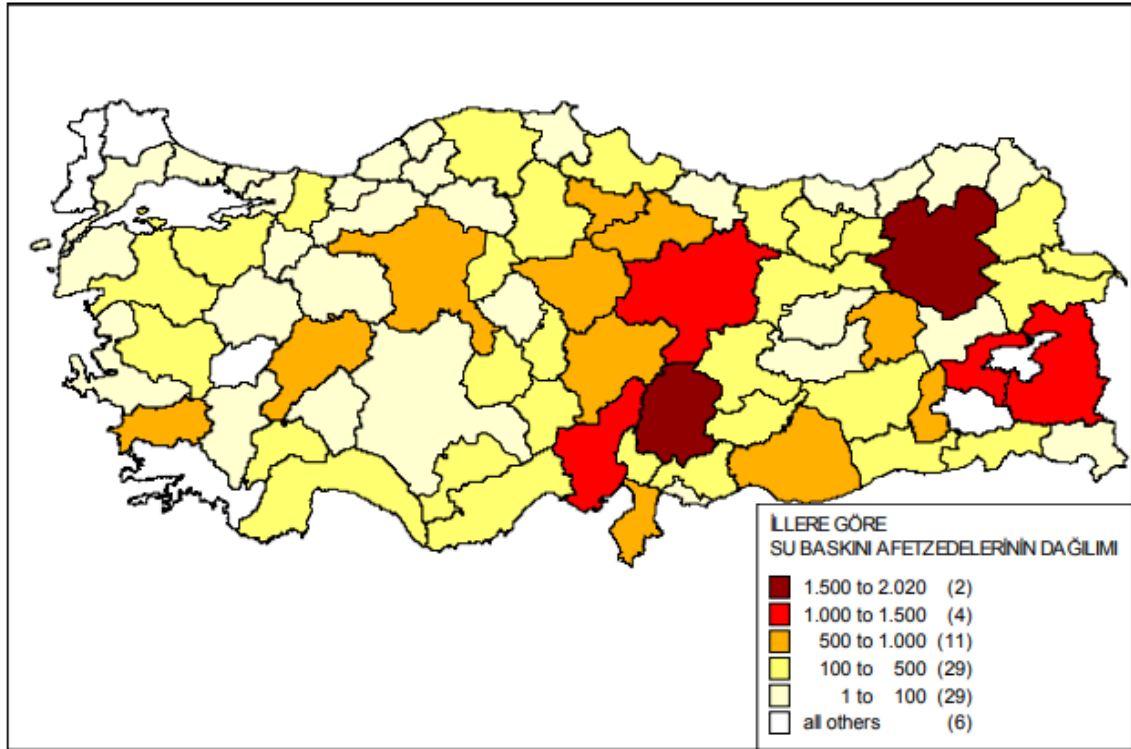 İLLERE GÖRE
SU BASKINI AFETZEDELERİNİN DAĞILIMI
1.500 to 2.020 (2)
1.000 to 1.500 (4)
500 to 1.000 (11)
100 to 500 (29)
1 to 100 (29)
all others (6)